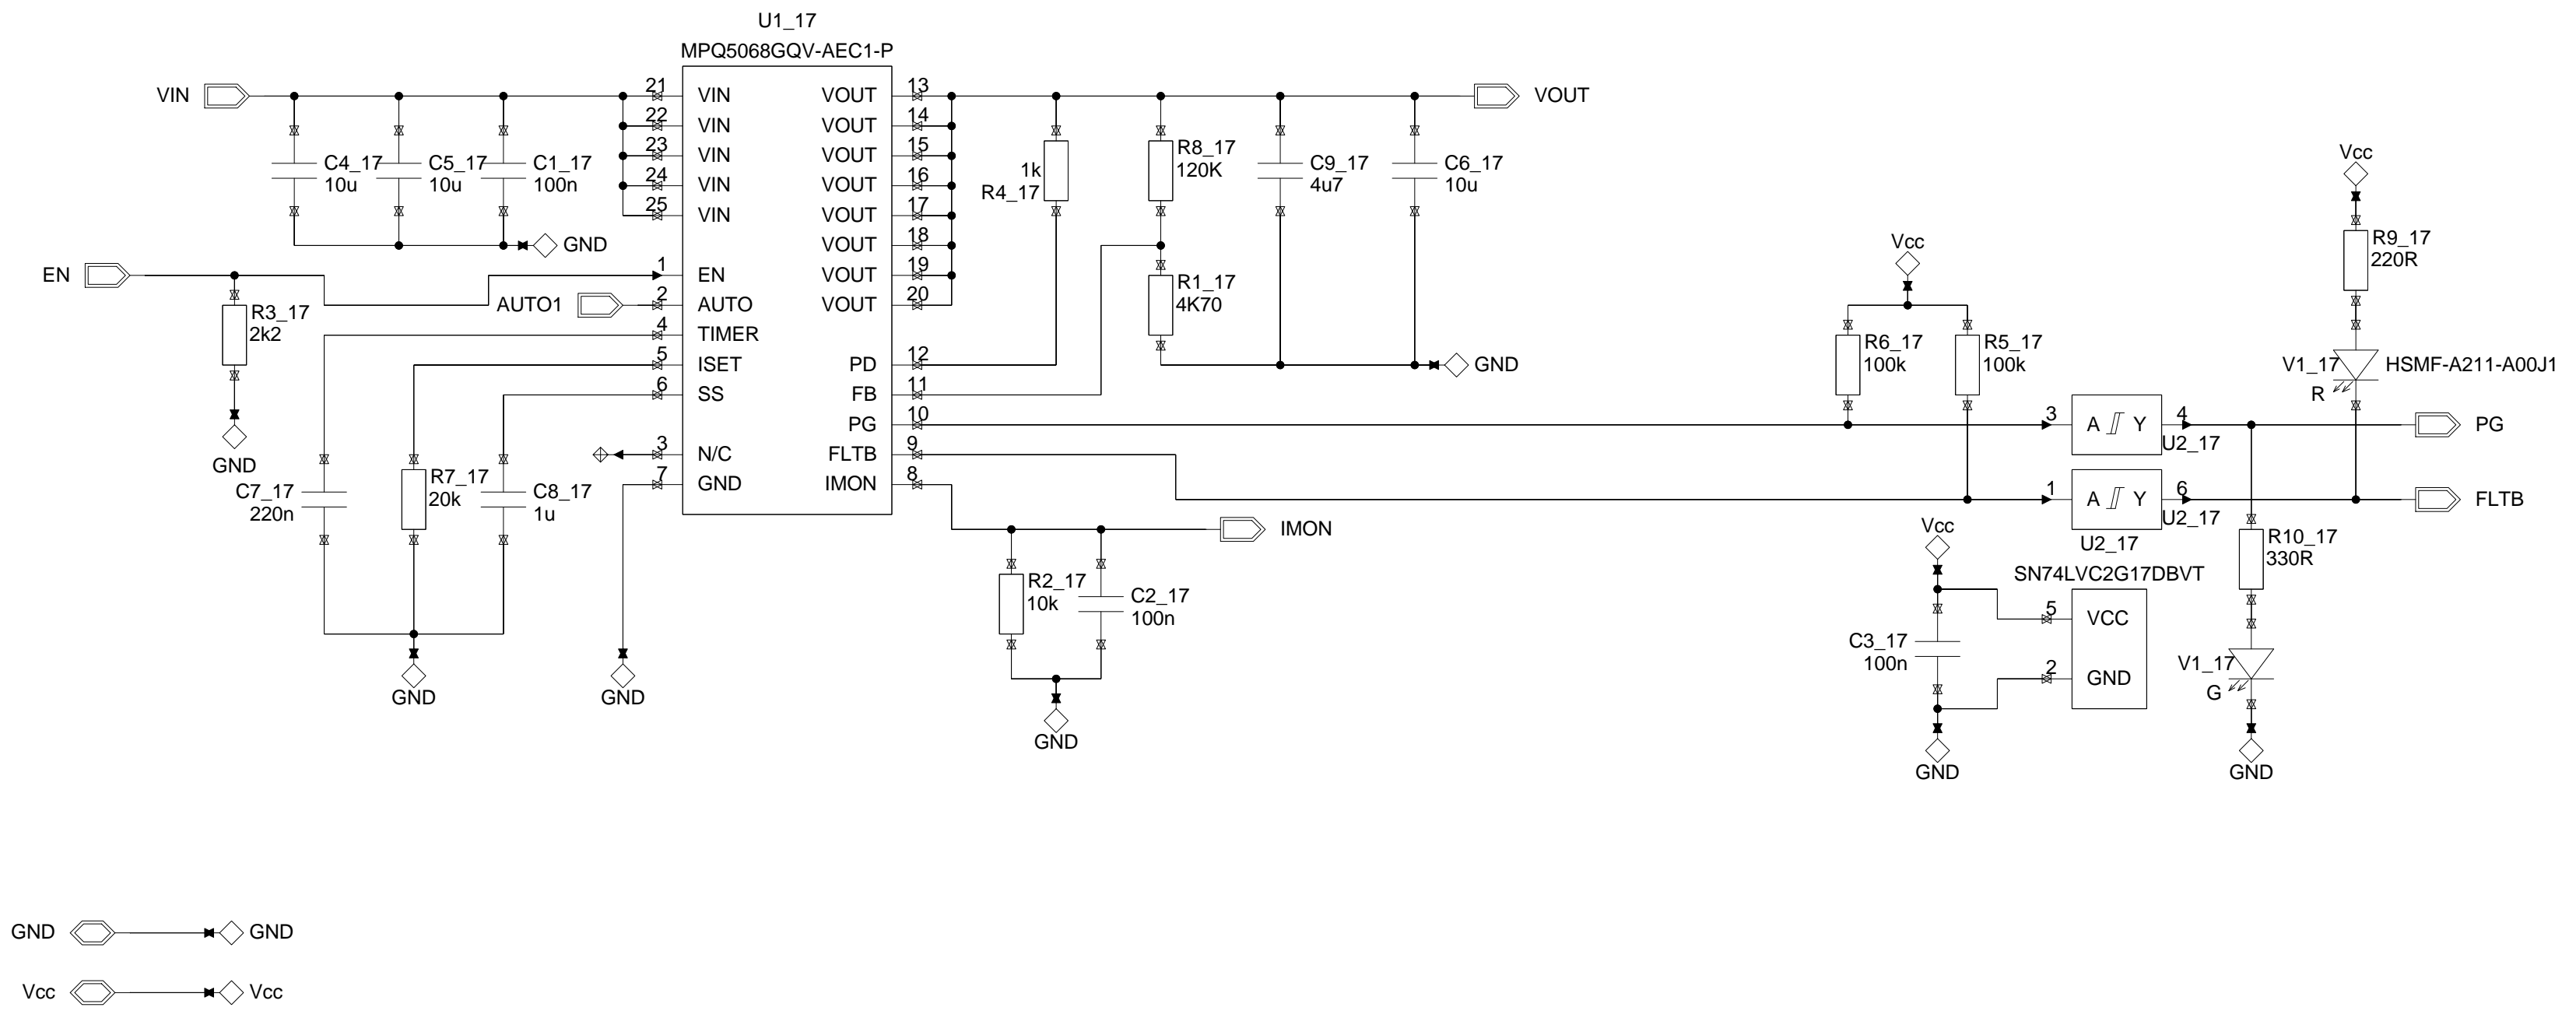 U1_17
MPQ5068GQV-AEC1-P
VIN
21
VIN
22
VIN
23
VIN
24
VIN
25
VIN
VOUT
13
VOUT
14
VOUT
15
VOUT
16
VOUT
17
VOUT
18
VOUT
19
VOUT
20
VOUT
C4_17
10u
C5_17
10u
C1_17
100n
GND
EN
1
EN
AUTO1
2
AUTO
4
TIMER
5
ISET
6
SS
3
N/C
7
GND
PD
12
FB
11
PG
10
FLTB
9
IMON
8
R3_17
2k2
GND
C7_17
220n
R7_17
20k
C8_17
1u
GND
GND
1k
R4_17
R8_17
120K
R1_17
4K70
C9_17
4u7
C6_17
10u
GND
IMON
R2_17
10k
C2_17
100n
GND
Vcc
R6_17
100k
R5_17
100k
Vcc
R9_17
220R
V1_17
R
HSMF-A211-A00J1
3
A
Y
4
U2_17
PG
1
A
Y
6
U2_17
FLTB
U2_17
SN74LVC2G17DBVT
Vcc
5
VCC
2
GND
C3_17
100n
GND
R10_17
330R
V1_17
G
GND
GND
GND
Vcc
Vcc